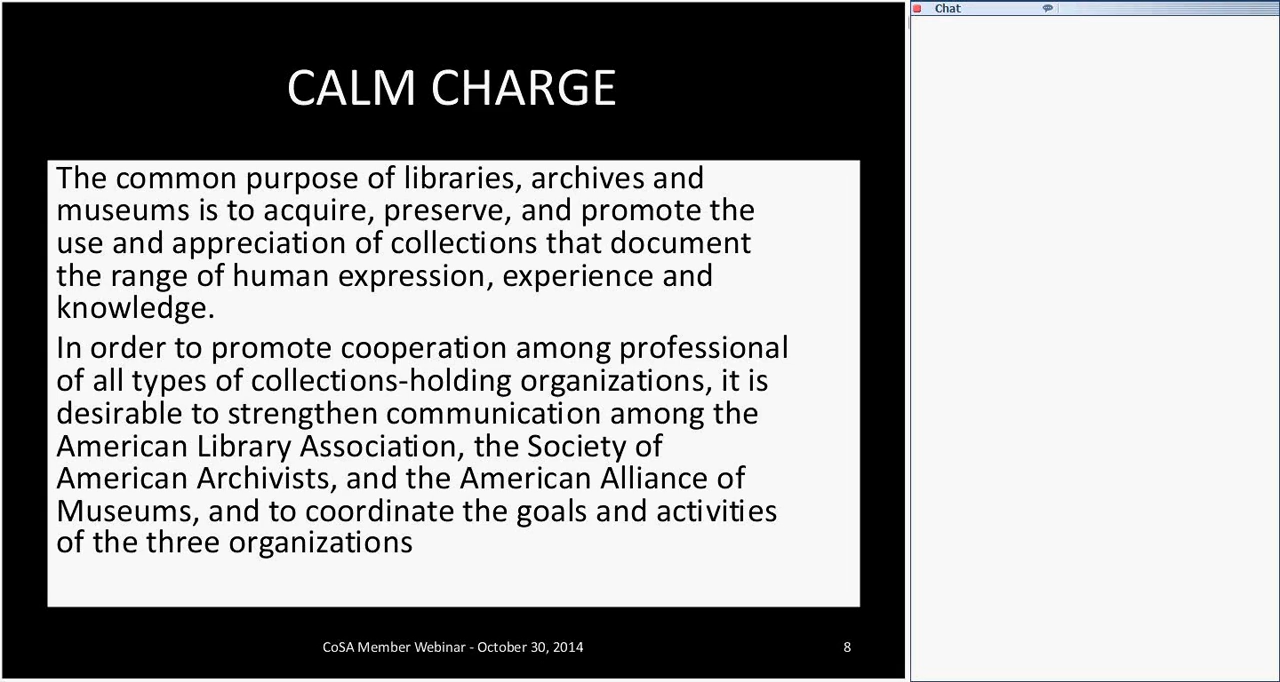 CALM CHARGE
The common purpose of libraries, archives and
museums is to acquire, preserve, and promote the
use and appreciation of collections that document
the range of human expression, experience and
knowledge.
In order to promote cooperation among professional
of all types of collections-holding organizations, it is
desirable to strengthen communication among the
American Library Association, the Society of
American Archivists, and the American Alliance of
Museums, and to coordinate the goals and activities
of the three organizations
CoSA Member Webinar - October 30, 2014
8
Chat